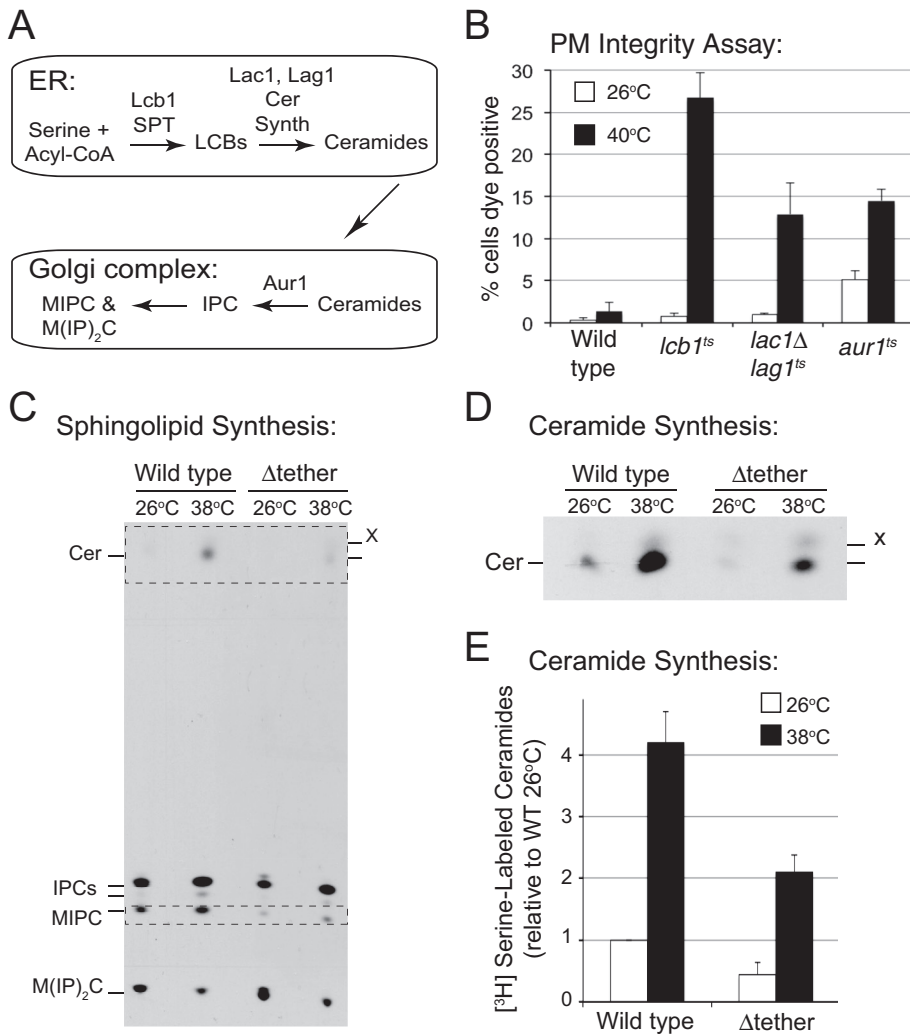 A
ER:
Lac1, Lag1
Lcb1 Cer
SPT Synth
Serine + Acyl-CoA LCBs Ceramides
Golgi complex:
Aur1
MIPC & M(IP)₂C IPC Ceramides
B
PM Integrity Assay:
% cells dye positive
30
25
20
15
10
5
0
26°C
40°C
Wild type
lcb1ᵗˢ
lac1Δ lag1ᵗˢ
aur1ᵗˢ
C
Sphingolipid Synthesis:
Wild type Δtether
26°C 38°C 26°C 38°C
Cer
X
IPCs
MIPC
M(IP)₂C
D
Ceramide Synthesis:
Wild type Δtether
26°C 38°C 26°C 38°C
Cer
x
E
Ceramide Synthesis:
[³H] Serine-Labeled Ceramides
(relative to WT 26°C)
4
3
2
1
0
26°C
38°C
Wild type Δtether